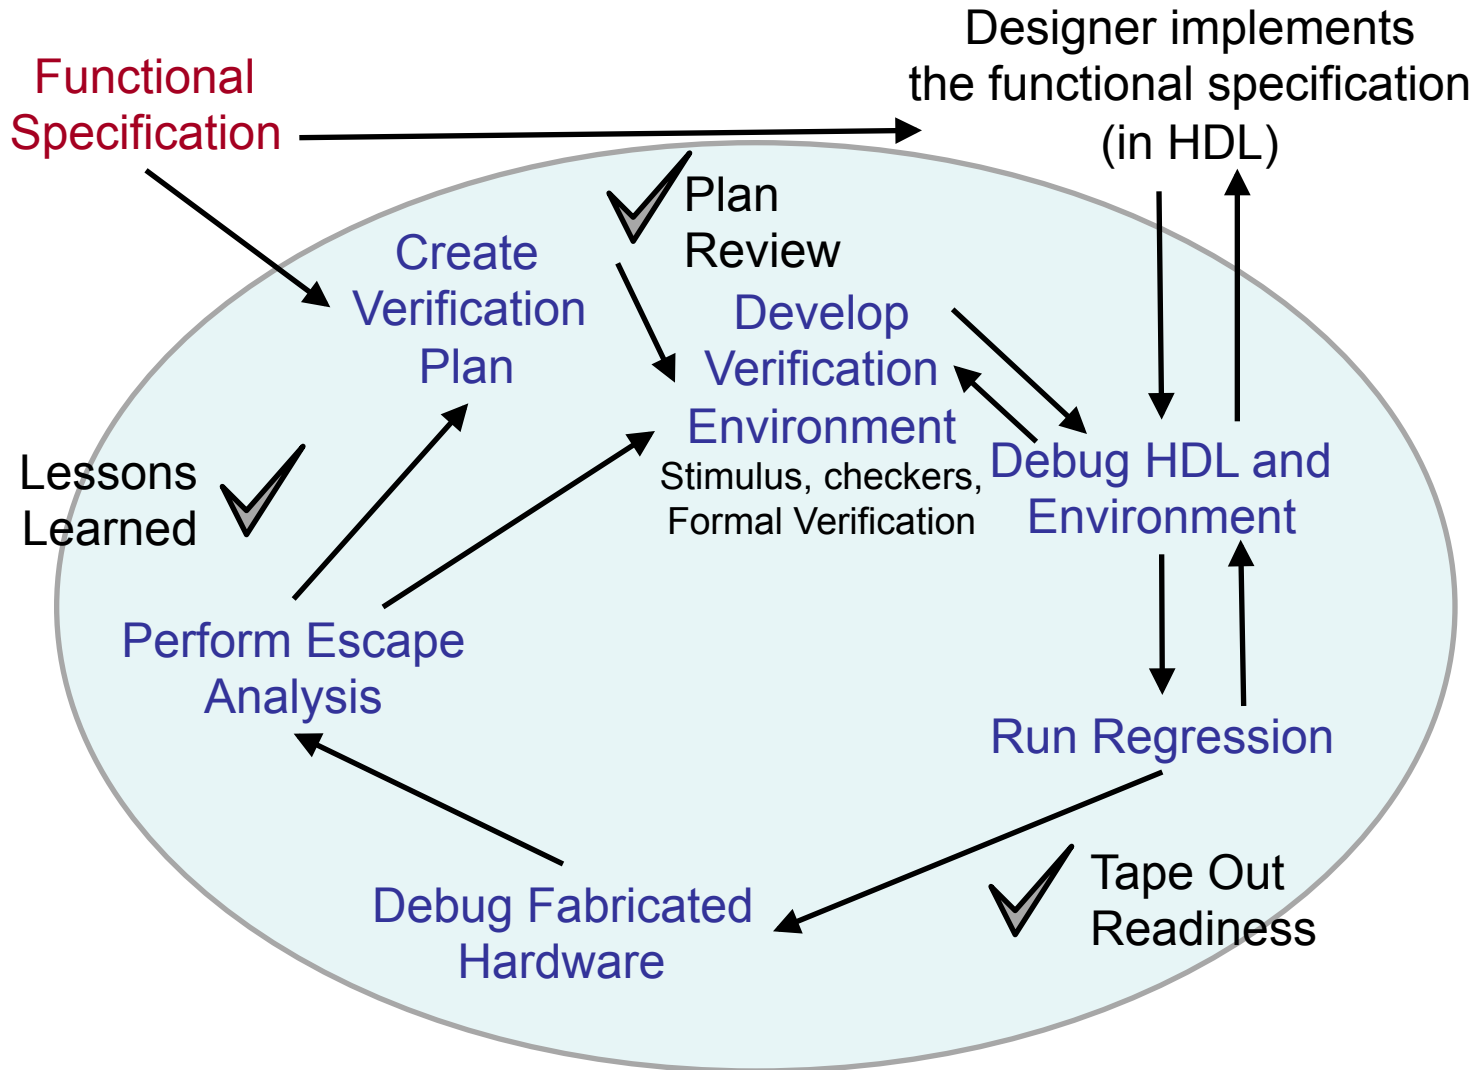 Functional
Specification
Designer implements
the functional specification
(in HDL)
Plan
Review
Create
Verification
Plan
Develop
Verification
Environment
Stimulus, checkers,
Formal Verification
Debug HDL and
Environment
Lessons
Learned
Perform Escape
Analysis
Run Regression
Tape Out
Readiness
Debug Fabricated
Hardware